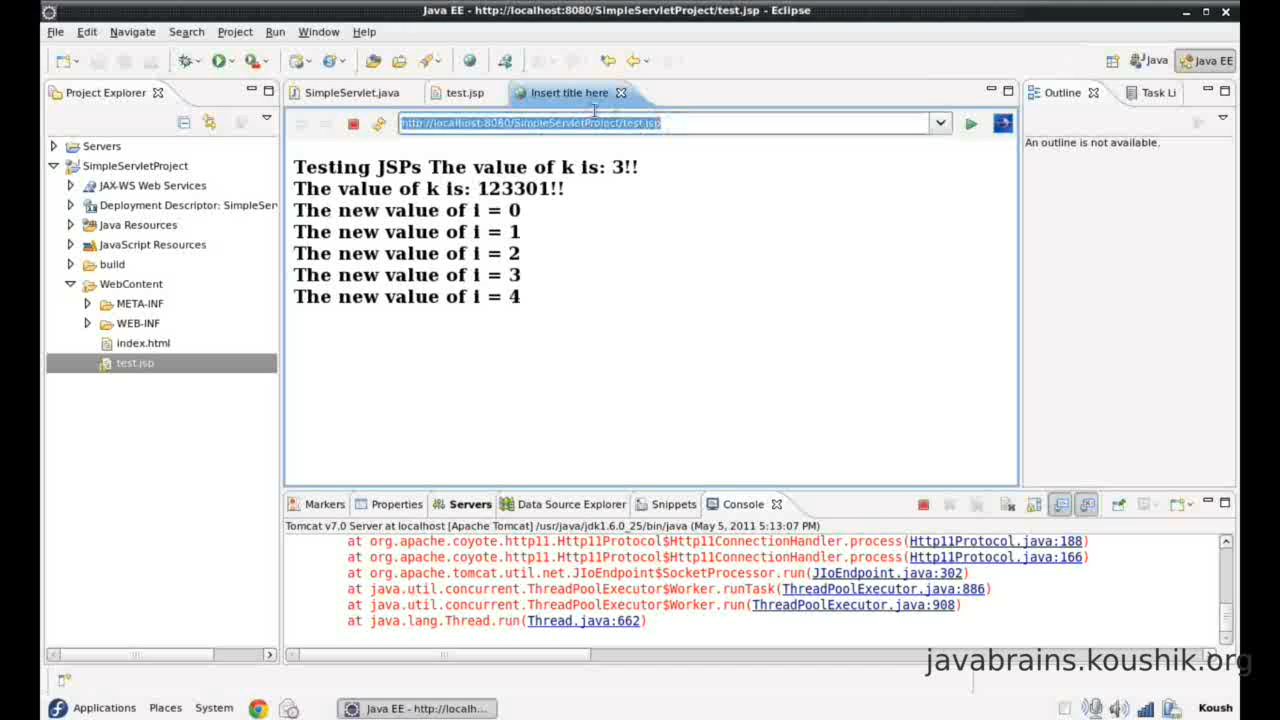 Java EE - http://localhost:8080/SimpleServletProject/test.jsp - Eclipse
File Edit Navigate Search Project Run Window Help
Java Java EE
Project Explorer
SimpleServlet.java test.jsp Insert title here
Outline Task Li
http://localhost:8080/SimpleServletProject/test.jsp
An outline is not available.
Servers
SimpleServletProject
JAX-WS Web Services
Deployment Descriptor: SimpleSer
Java Resources
JavaScript Resources
build
WebContent
META-INF
WEB-INF
index.html
test.jsp
Testing JSPs The value of k is: 3!!
The value of k is: 123301!!
The new value of i = 0
The new value of i = 1
The new value of i = 2
The new value of i = 3
The new value of i = 4
Markers Properties Servers Data Source Explorer Snippets Console
Tomcat v7.0 Server at localhost [Apache Tomcat] /usr/java/jdk1.6.0_25/bin/java (May 5, 2011 5:13:07 PM)
at org.apache.coyote.http11.Http11Protocol$Http11ConnectionHandler.process(Http11Protocol.java:188)
at org.apache.coyote.http11.Http11Protocol$Http11ConnectionHandler.process(Http11Protocol.java:166)
at org.apache.tomcat.util.net.JIoEndpoint$SocketProcessor.run(JIoEndpoint.java:302)
at java.util.concurrent.ThreadPoolExecutor$Worker.runTask(ThreadPoolExecutor.java:886)
at java.util.concurrent.ThreadPoolExecutor$Worker.run(ThreadPoolExecutor.java:908)
at java.lang.Thread.run(Thread.java:662)
javabrains.koushik.org
Applications Places System Java EE - http://localh... Koush